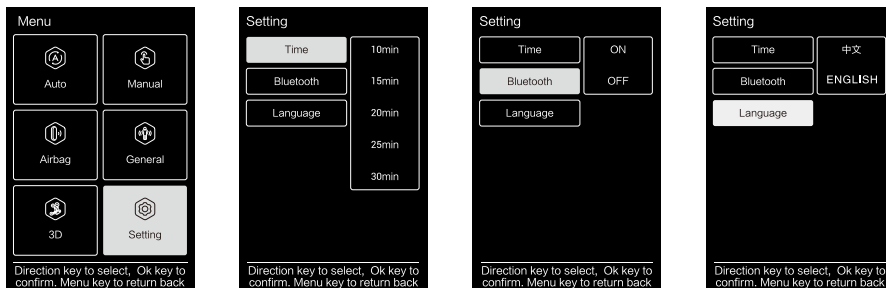 Menu
Auto
Manual
Airbag
General
3D
Setting
Direction key to select, Ok key to
confirm. Menu key to return back
Setting
Time
Bluetooth
Language
10min
15min
20min
25min
30min
Direction key to select, Ok key to
confirm. Menu key to return back
Setting
Time
Bluetooth
Language
ON
OFF
Direction key to select, Ok key to
confirm. Menu key to return back
Setting
Time
Bluetooth
Language
中文
ENGLISH
Direction key to select, Ok key to
confirm. Menu key to return back